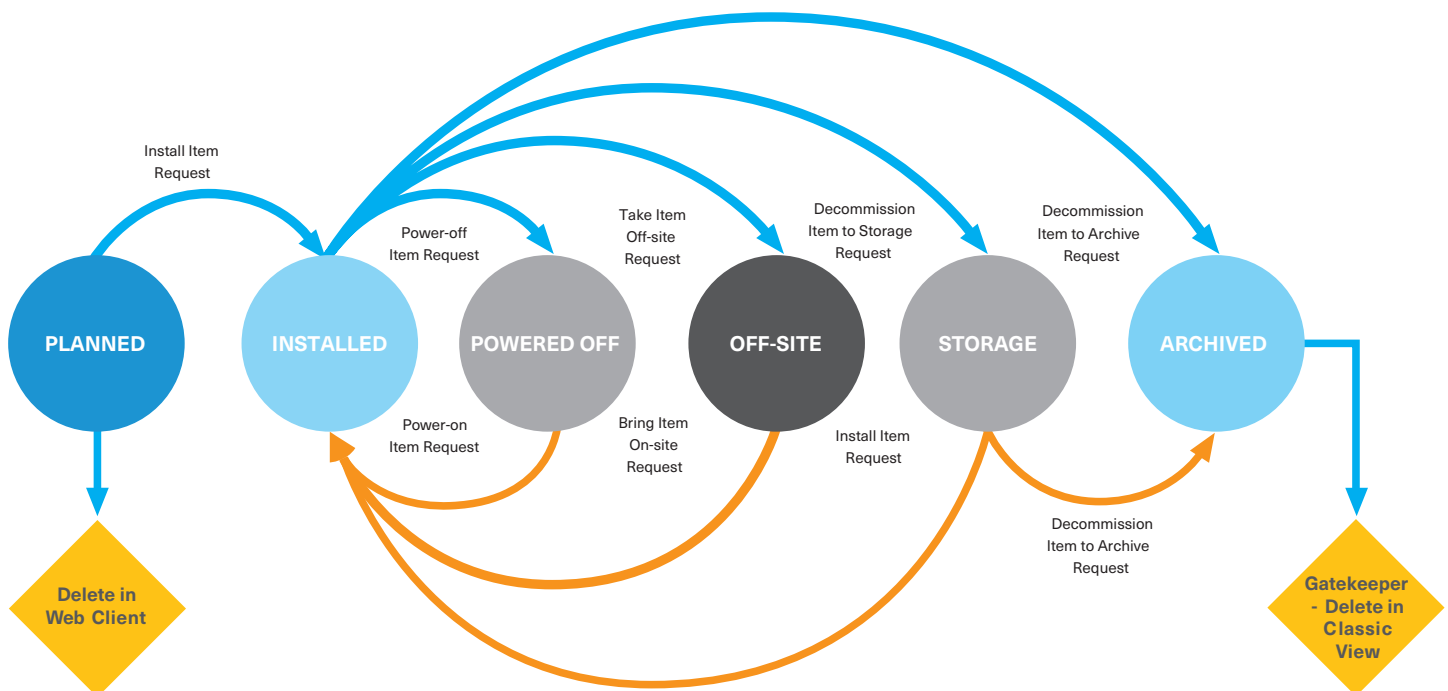 Install Item
Request
Power-off
Item Request
Take Item
Off-site
Request
Decommission
Item to Storage
Request
Decommission
Item to Archive
Request
PLANNED
INSTALLED
POWERED OFF
OFF-SITE
STORAGE
ARCHIVED
Power-on
Item Request
Bring Item
On-site
Request
Install Item
Request
Decommission
Item to Archive
Request
Delete in
Web Client
Gatekeeper
- Delete in
Classic
View